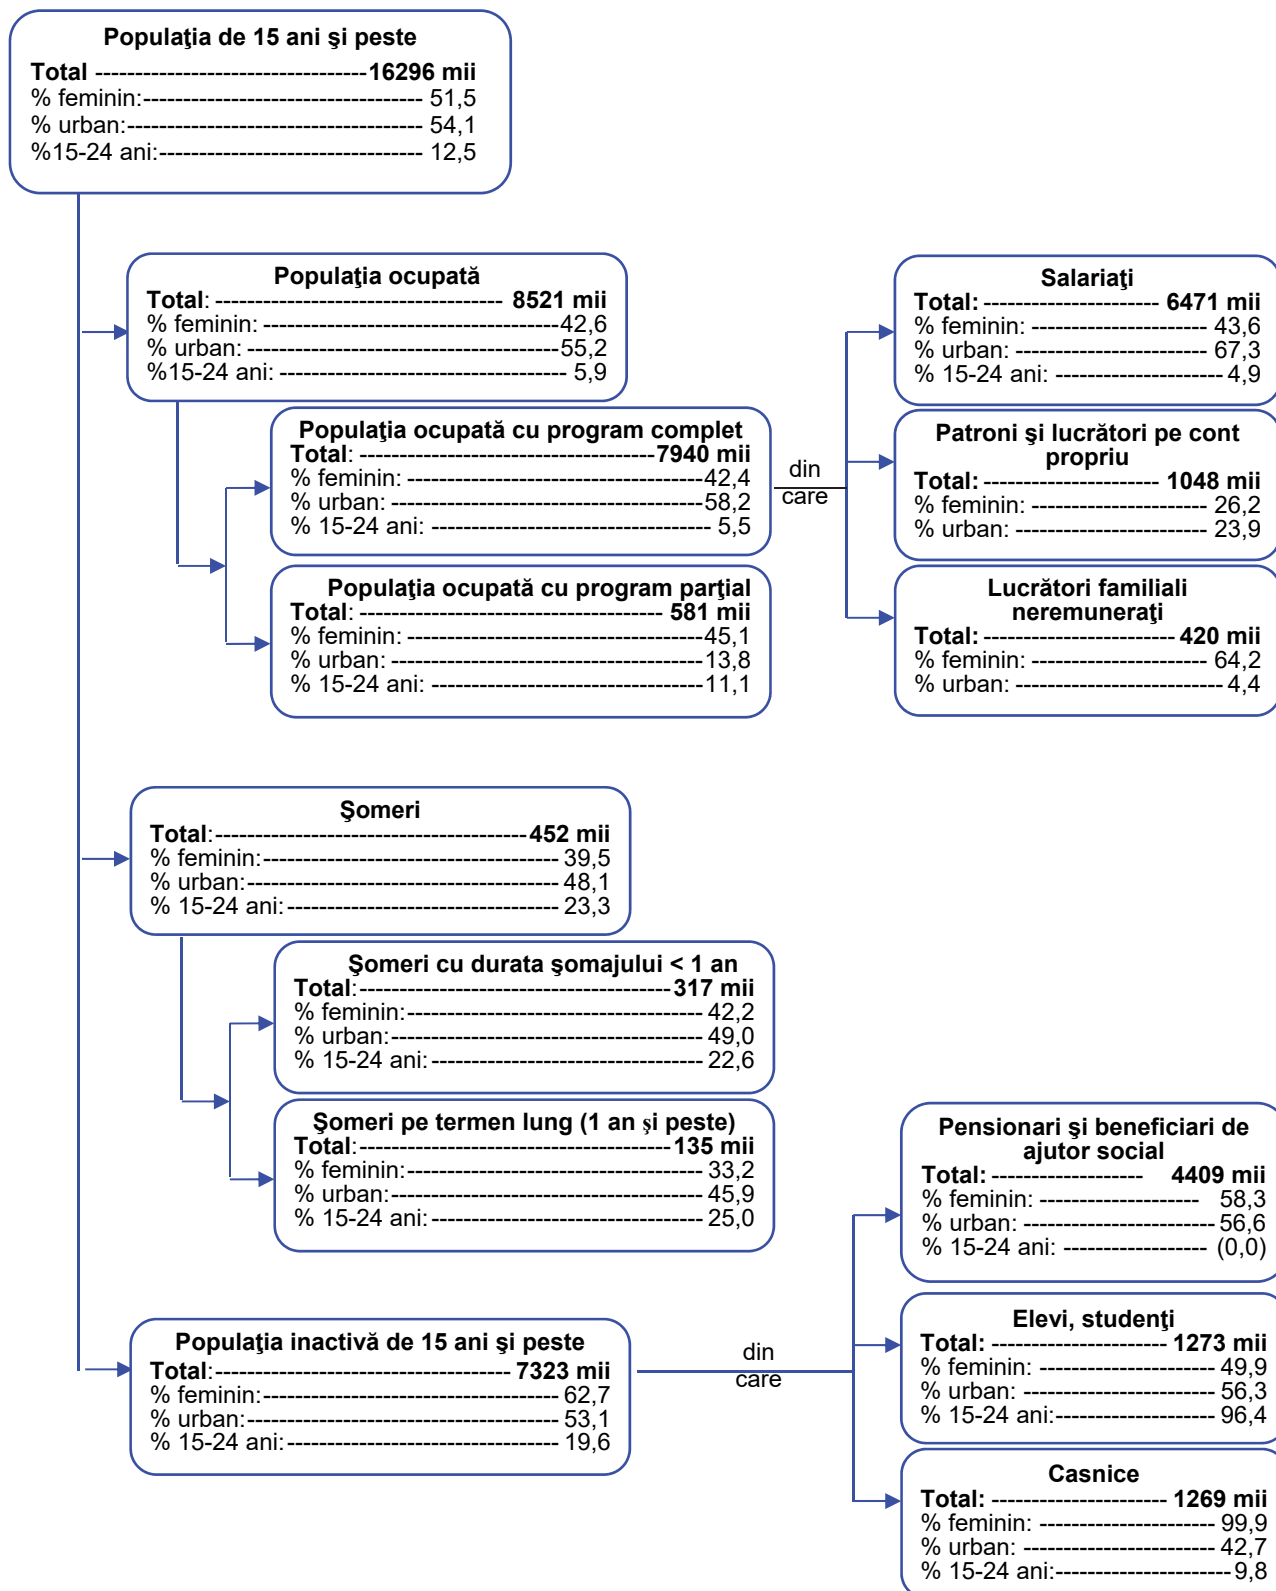 Populaţia de 15 ani şi peste
Total ----------------------------------16296 mii
% feminin:----------------------------------- 51,5
% urban:------------------------------------- 54,1
%15-24 ani:--------------------------------- 12,5
Populaţia ocupată
Total: ------------------------------------ 8521 mii
% feminin: -------------------------------------42,6
% urban: --------------------------------------- 55,2
%15-24 ani: ------------------------------------ 5,9
Populaţia ocupată cu program complet
Total: -------------------------------------7940 mii
% feminin: -------------------------------------42,4
% urban: ----------------------------------------58,2
% 15-24 ani: ---------------------------------- 5,5
Populaţia ocupată cu program parţial
Total: -------------------------------------- 581 mii
% feminin: -------------------------------------45,1
% urban: ----------------------------------------13,8
% 15-24 ani: ----------------------------------11,1
din
care
Salariaţi
Total: ---------------------- 6471 mii
% feminin: ---------------------- 43,6
% urban: ------------------------ 67,3
% 15-24 ani: --------------------- 4,9
Patroni şi lucrători pe cont
propriu
Total: ---------------------- 1048 mii
% feminin: ---------------------- 26,2
% urban: ------------------------ 23,9
Lucrători familiali
neremuneraţi
Total: ------------------------ 420 mii
% feminin: ---------------------- 64,2
% urban: -------------------------- 4,4
Şomeri
Total:---------------------------------------452 mii
% feminin:------------------------------------- 39,5
% urban:--------------------------------------- 48,1
% 15-24 ani:---------------------------------- 23,3
Şomeri cu durata şomajului < 1 an
Total:---------------------------------------317 mii
% feminin:------------------------------------- 42,2
% urban:--------------------------------------- 49,0
% 15-24 ani:---------------------------------- 22,6
Şomeri pe termen lung (1 an şi peste)
Total:---------------------------------------135 mii
% feminin:------------------------------------- 33,2
% urban:--------------------------------------- 45,9
% 15-24 ani:---------------------------------- 25,0
Populaţia inactivă de 15 ani şi peste
Total:------------------------------------- 7323 mii
% feminin:------------------------------------- 62,7
% urban:--------------------------------------- 53,1
% 15-24 ani:---------------------------------- 19,6
din
care
Pensionari şi beneficiari de
ajutor social
Total: -------------------- 4409 mii
% feminin: -------------------- 58,3
% urban: ------------------------56,6
% 15-24 ani: ------------------ (0,0)
Elevi, studenţi
Total: ---------------------- 1273 mii
% feminin: ----------------------49,9
% urban: ------------------------56,3
% 15-24 ani:--------------------96,4
Casnice
Total: ---------------------- 1269 mii
% feminin: ----------------------99,9
% urban: ------------------------42,7
% 15-24 ani:----------------------9,8